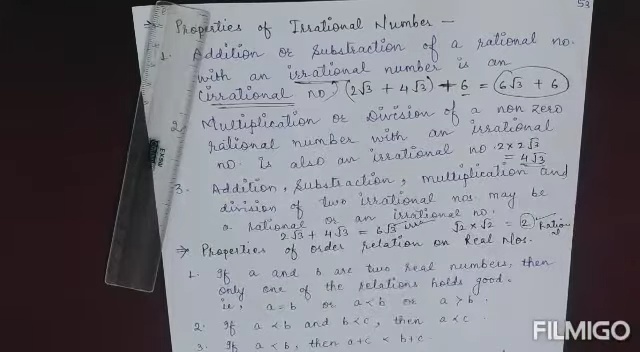 53
→ Properties of Irrational Number —
1. Addition or Substraction of a rational no.
with an irrational number is an
(irrational no) (2√3 + 4√3) + 6 = (6√3 + 6)
2. Multiplication or Division of a non zero
rational number with an irrational
no. is also an irrational no. 2 × 2√3
= 4√3
3. Addition, Substraction, multiplication and
division of two irrational nos. may be
a rational or an irrational no.
2√3 + 4√3 = 6√3 irr √2 × √2 = 2 Rational
→ Properties of order relation on Real Nos.
1. If a and b are two real numbers, then
only one of the relations holds good.
ie, a = b or a < b or a > b.
2. If a < b and b < c, then a < c.
3. If a < b, then a + c < b + c.
FILMIGO